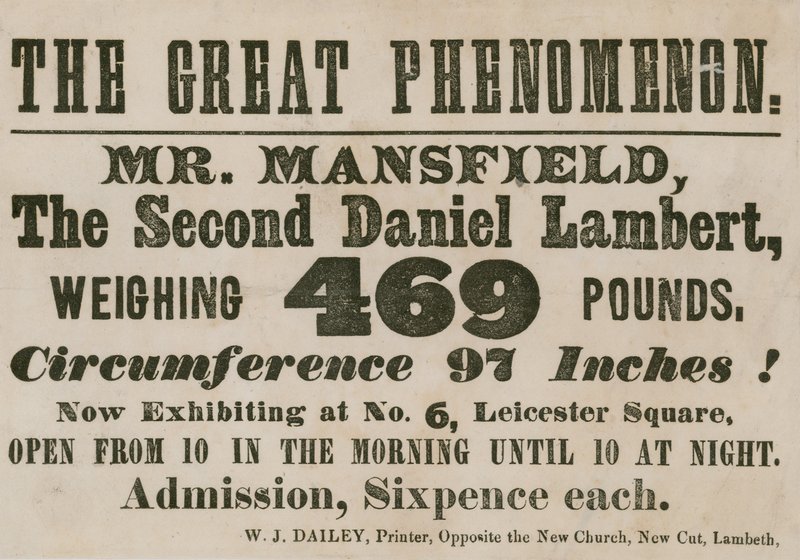 THE GREAT PHENOMENON.
MR. MANSFIELD,
The Second Daniel Lambert,
WEIGHING 469 POUNDS.
Circumference 97 Inches !
Now Exhibiting at No. 6, Leicester Square,
OPEN FROM 10 IN THE MORNING UNTIL 10 AT NIGHT.
Admission, Sixpence each.
W. J. DAILEY, Printer, Opposite the New Church, New Cut, Lambeth,